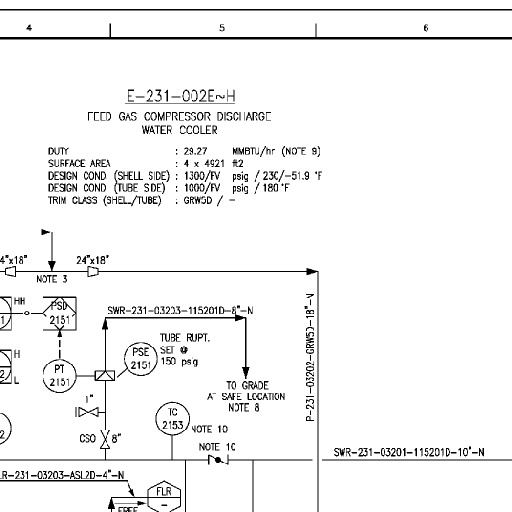 4 5 6
E-231-002E~H
FEED GAS COMPRESSOR DISCHARGE
WATER COOLER
DUTY : 29.27 MMBTU/hr (NOTE 9)
SURFACE AREA : 4 x 4921 ft2
DESIGN COND (SHELL SIDE) : 1300/FV psig / 230/-51.9 °F
DESIGN COND (TUBE SIDE) : 1000/FV psig / 180°F
TRIM CLASS (SHELL/TUBE) : GRW5D / -
4"x18" 24"x18"
NOTE 3
HH
PSD
2151
SWR-231-03203-115201D-8"-N
P-231-03202-GRW5D-18"-N
TUBE RUPT.
SET @
150 psig
PSE
2151
H
L
PT
2151
TO GRADE
AT SAFE LOCATION
NOTE 8
1"
TC
2153
NOTE 10
CSO 8"
NOTE 10
SWR-231-03201-115201D-10"-N
LR-231-03203-ASL2D-4"-N
FLR
-
FREE